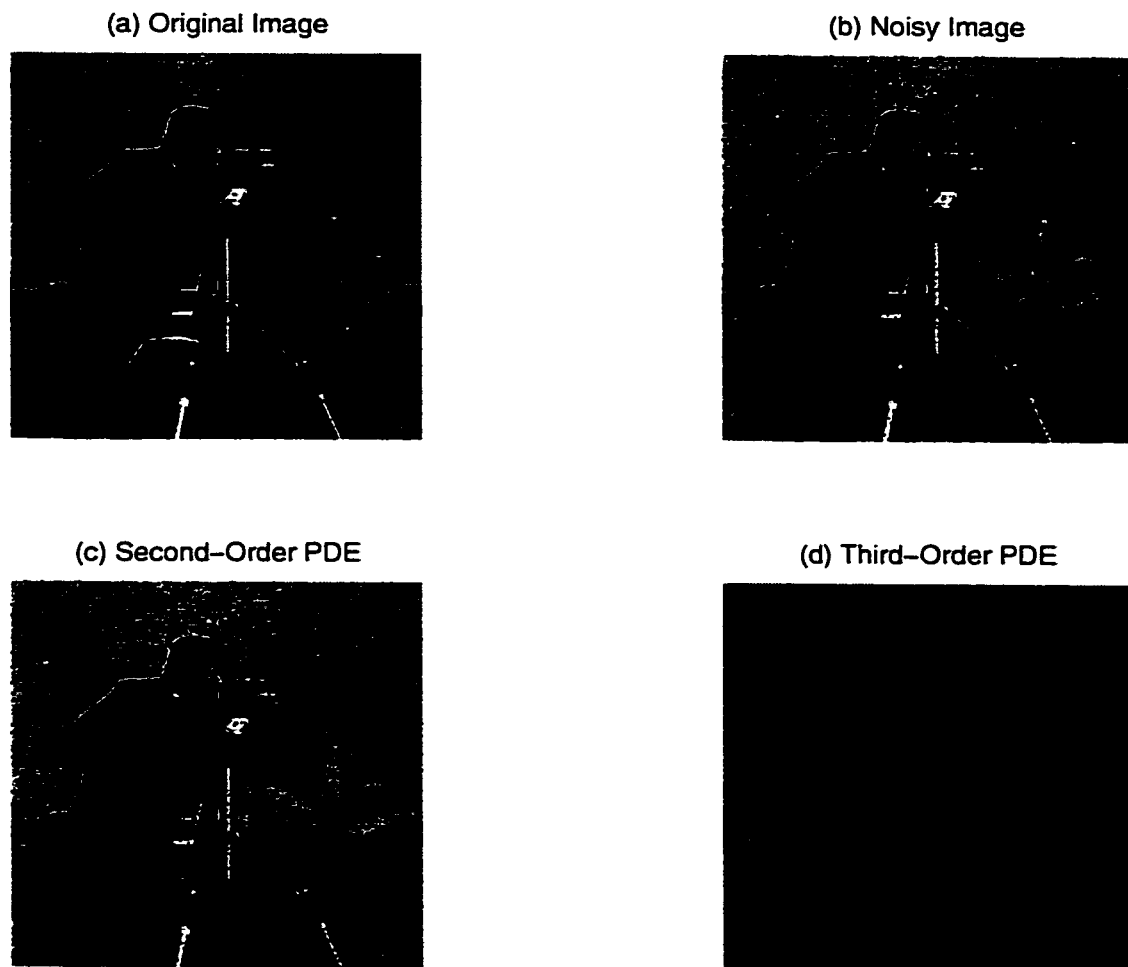 (a) Original Image
(b) Noisy Image
(c) Second–Order PDE
(d) Third–Order PDE